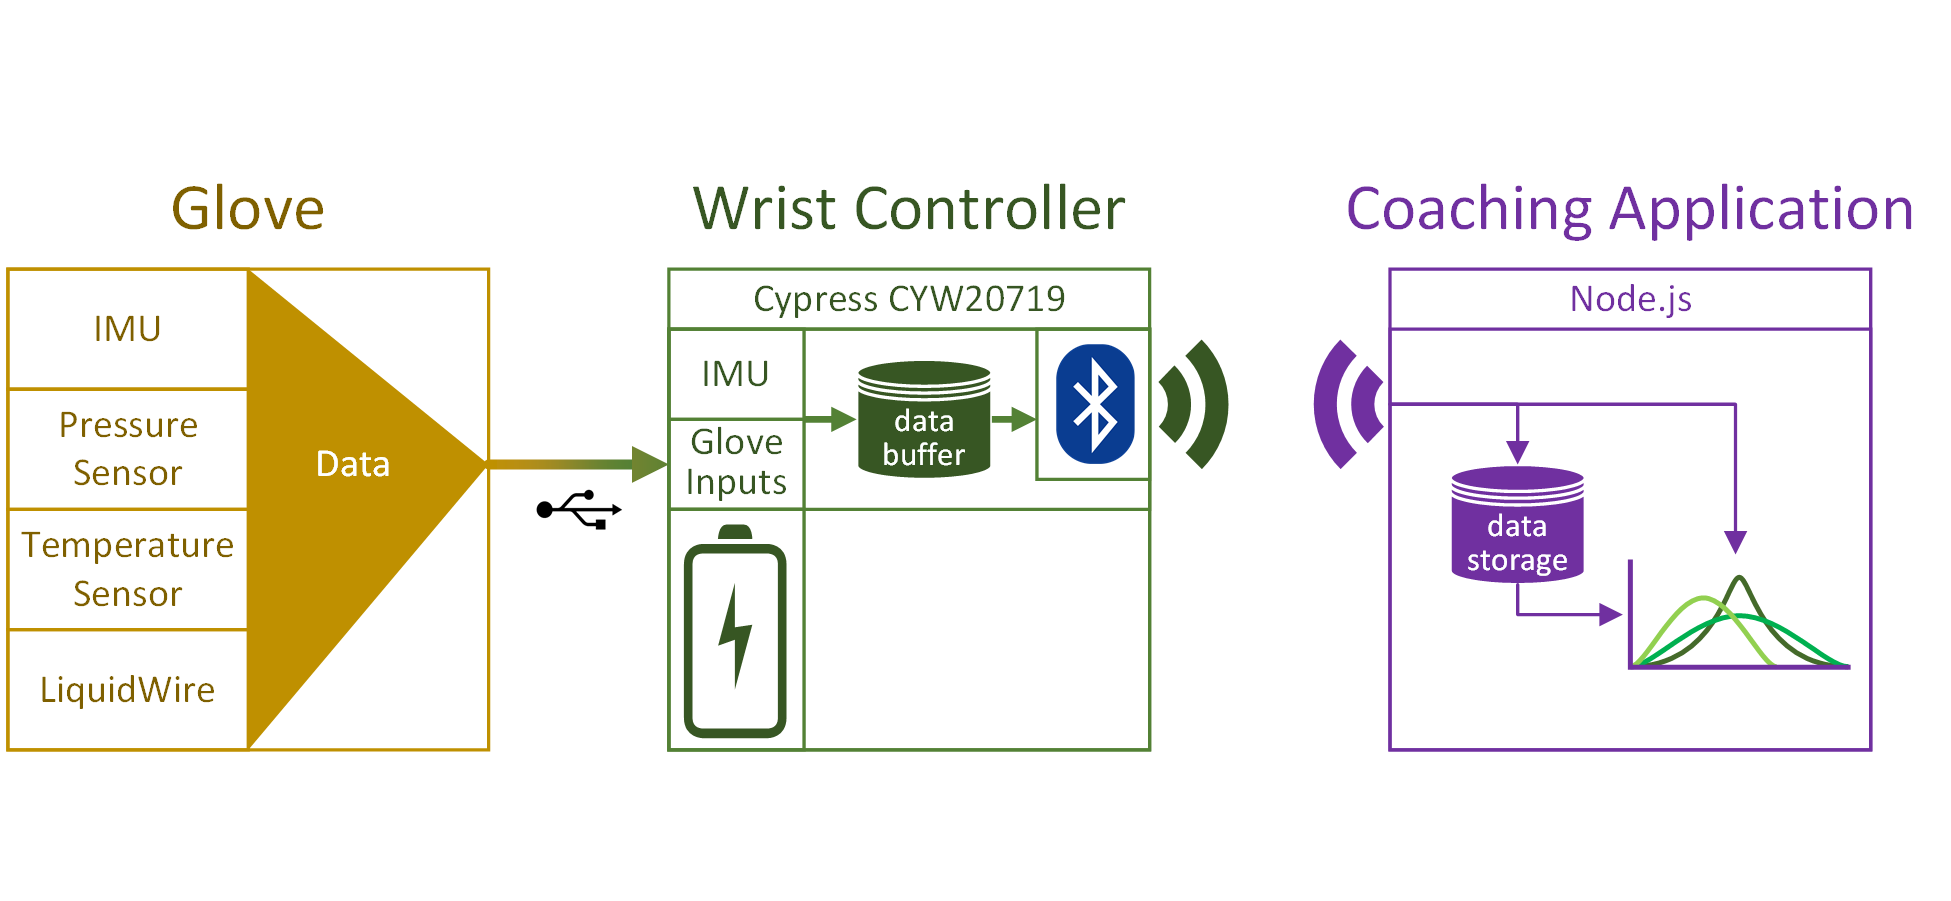 Glove
IMU
Pressure
Sensor
Temperature
Sensor
LiquidWire
Data
Wrist Controller
Cypress CYW20719
IMU
Glove
Inputs
data
buffer
Coaching Application
Node.js
data
storage